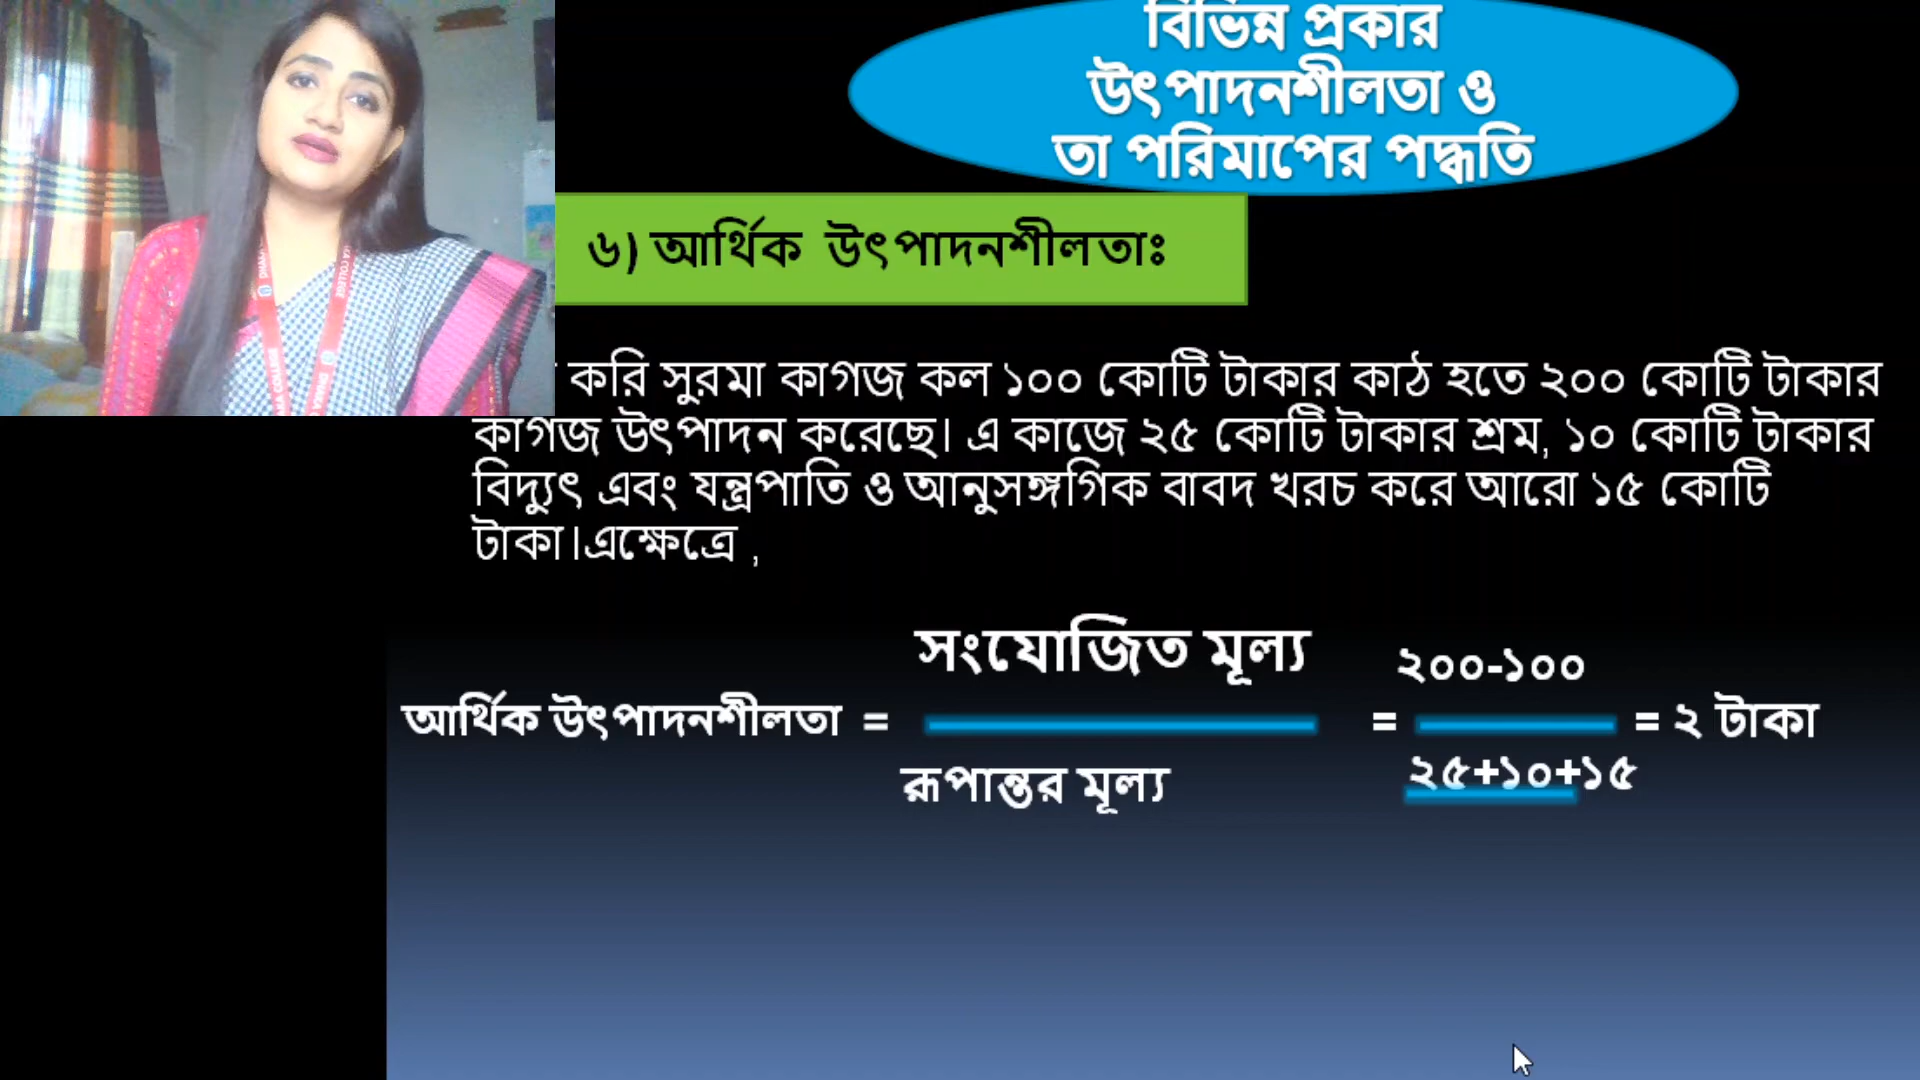 বিভিন্ন প্রকার
উৎপাদনশীলতা ও
তা পরিমাপের পদ্ধতি
৬) আর্থিক উৎপাদনশীলতাঃ
করি সুরমা কাগজ কল ১০০ কোটি টাকার কাঠ হতে ২০০ কোটি টাকার
কাগজ উৎপাদন করেছে। এ কাজে ২৫ কোটি টাকার শ্রম, ১০ কোটি টাকার
বিদ্যুৎ এবং যন্ত্রপাতি ও আনুসঙ্গগিক বাবদ খরচ করে আরো ১৫ কোটি
টাকা।এক্ষেত্রে ,
সংযোজিত মূল্য
২০০-১০০
আর্থিক উৎপাদনশীলতা = = = ২ টাকা
রূপান্তর মূল্য
২৫+১০+১৫